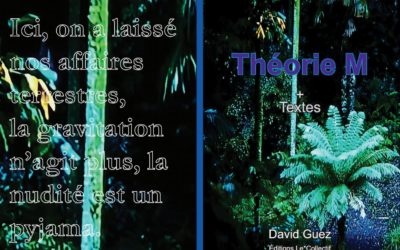 Ici, on a laissé
nos affaires
terrestres,
la gravitation
n'agit plus, la
nudité est un
pyjama.
Théorie M
+
Textes
David Guez
Éditions Le*Collectif